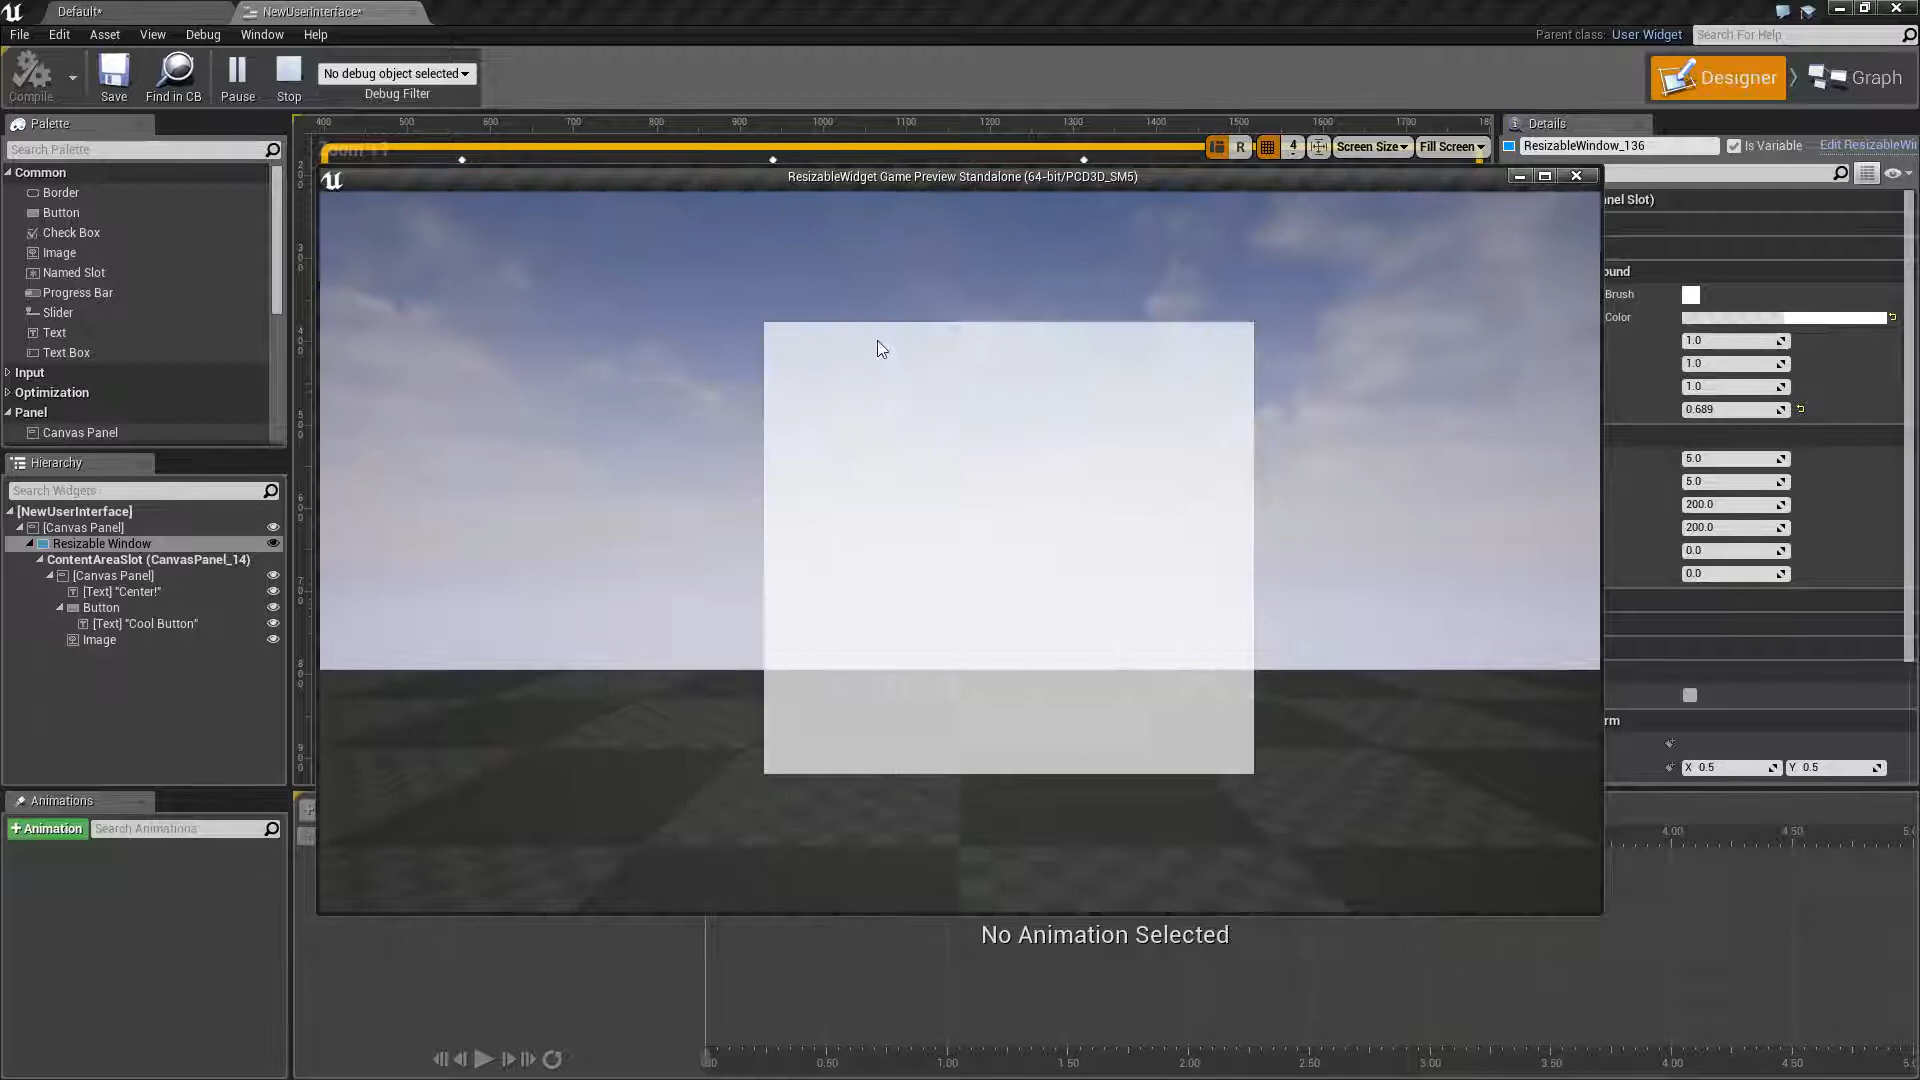 Default*
NewUserInterface*
File Edit Asset View Debug Window Help
Parent class: User Widget Search For Help
Compile Save Find in CB Pause Stop
No debug object selected
Debug Filter
Designer Graph
Palette
Search Palette
Common
Border
Button
Check Box
Image
Named Slot
Progress Bar
Slider
Text
Text Box
Input
Optimization
Panel
Canvas Panel
Hierarchy
Search Widgets
[NewUserInterface]
[Canvas Panel]
Resizable Window
ContentAreaSlot (CanvasPanel_14)
[Canvas Panel]
[Text] "Center!"
Button
[Text] "Cool Button"
Image
Animations
+Animation Search Animations
400 500 600 700 800 900 1000 1100 1200 1300 1400 1500 1600 1700
R 4 Screen Size Fill Screen
ResizableWidget Game Preview Standalone (64-bit/PCD3D_SM5)
Details
ResizableWindow_136 Is Variable Edit ResizableWi
nel Slot)
ound
Brush
Color
1.0
1.0
1.0
0.689
5.0
5.0
200.0
200.0
0.0
0.0
rm
X 0.5 Y 0.5
4.00 4.50
No Animation Selected
0.50 1.00 1.50 2.00 2.50 3.00 3.50 4.00 4.50